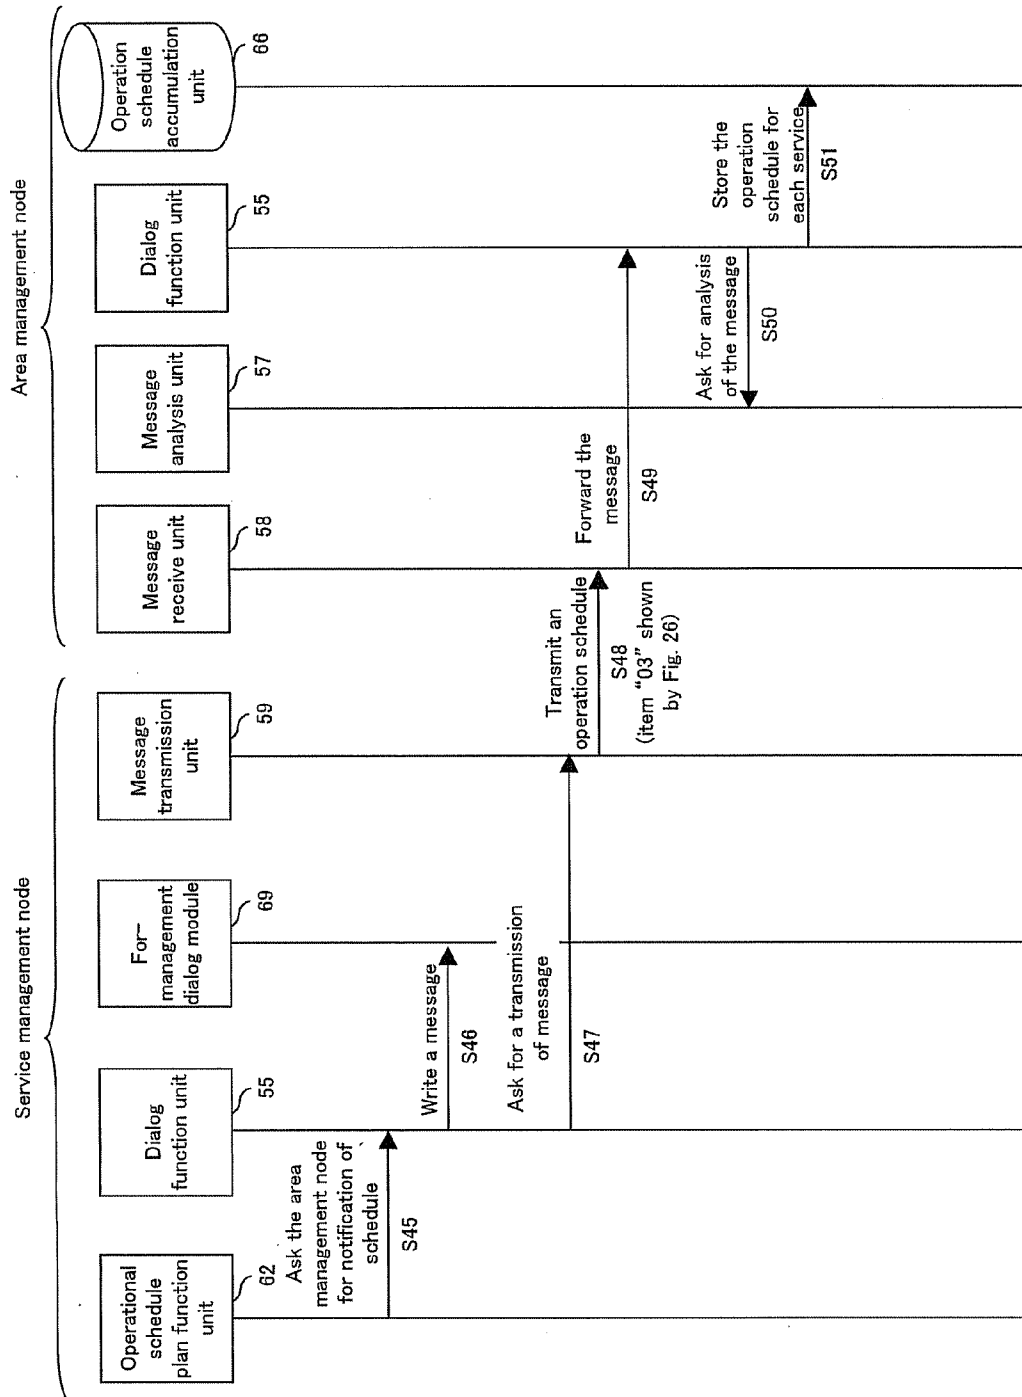 Service management node
Area management node
Operational
schedule
plan function
unit
62
Dialog
function unit
55
For-
management
dialog module
69
Message
transmission
unit
59
Message
receive unit
58
Message
analysis unit
57
Dialog
function unit
55
Operation
schedule
accumulation
unit
66
Ask the area
management node
for notification of
schedule
S45
Write a message
S46
Ask for a transmission
of message
S47
Transmit an
operation schedule
S48
(item “03” shown
by Fig. 26)
Forward the
message
S49
Ask for analysis
of the message
S50
Store the
operation
schedule for
each service
S51